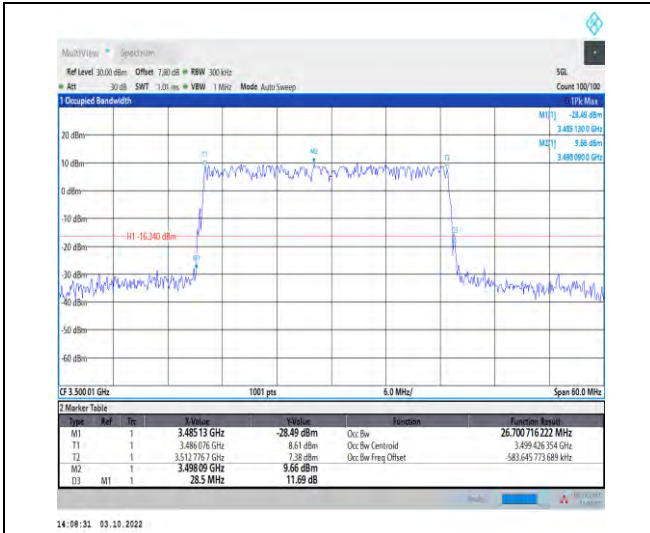 MultiView Spectrum
Ref Level 30.00 dBm Offset 7.80 dB RBW 300 kHz SGL
Att 30 dB SWT 1.01 ms VBW 1 MHz Mode Auto Sweep Count 100/100
1 Occupied Bandwidth 1Pk Max
M1[1] -28.49 dBm
3.485 130 0 GHz
M2[1] 9.66 dBm
3.498 090 0 GHz
20 dBm
T1 M2 T2
10 dBm
0 dBm
-10 dBm
H1 -16.340 dBm
D3
-20 dBm
M1
-30 dBm
-40 dBm
-50 dBm
-60 dBm
CF 3.500 01 GHz 1001 pts 6.0 MHz/ Span 60.0 MHz
2 Marker Table
Type Ref Trc X-Value Y-Value Function Function Result
M1 1 3.485 13 GHz -28.49 dBm Occ Bw 26.700 716 222 MHz
T1 1 3.486 076 GHz 8.61 dBm Occ Bw Centroid 3.499 426 354 GHz
T2 1 3.512 776 7 GHz 7.38 dBm Occ Bw Freq Offset -583.645 773 689 kHz
M2 1 3.498 09 GHz 9.66 dBm
D3 M1 1 28.5 MHz 11.69 dB
14:08:31 03.10.2022